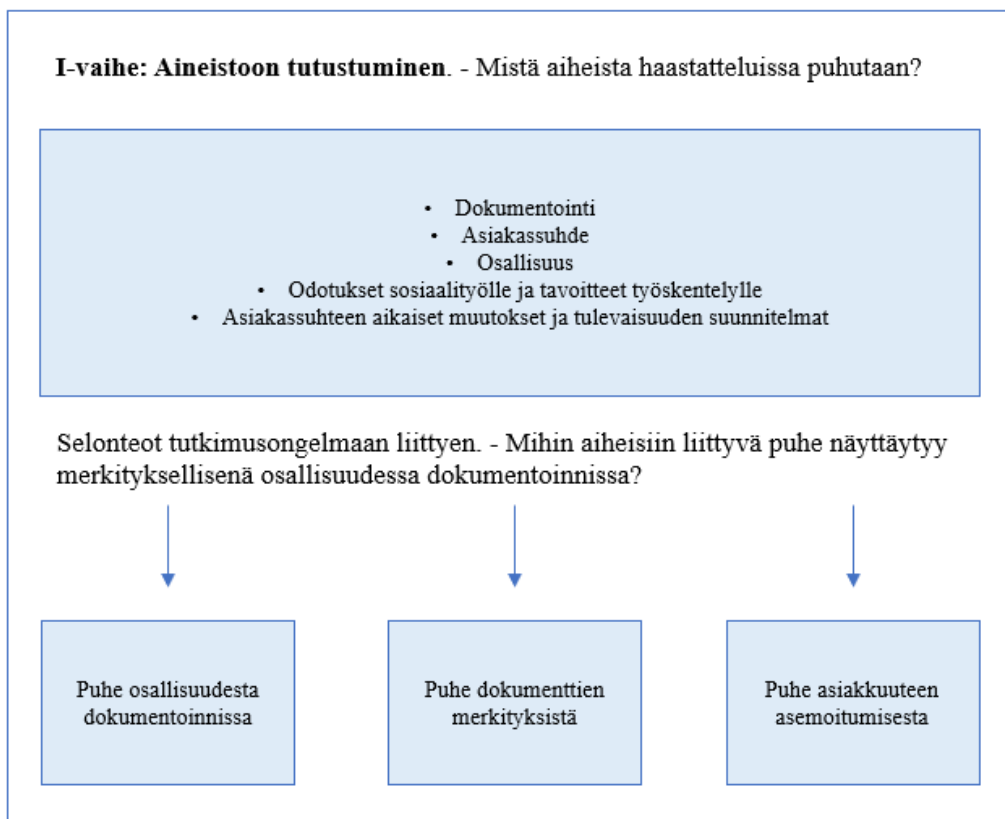 I-vaihe: Aineistoon tutustuminen. - Mistä aiheista haastatteluissa puhutaan?
• Dokumentointi
• Asiakassuhde
• Osallisuus
• Odotukset sosiaalityölle ja tavoitteet työskentelylle
• Asiakassuhteen aikaiset muutokset ja tulevaisuuden suunnitelmat
Selonteot tutkimusongelmaan liittyen. - Mihin aiheisiin liittyvä puhe näyttäytyy
merkityksellisenä osallisuudessa dokumentoinnissa?
Puhe osallisuudesta
dokumentoinnissa
Puhe dokumenttien
merkityksistä
Puhe asiakkuuteen
asemoitumisesta